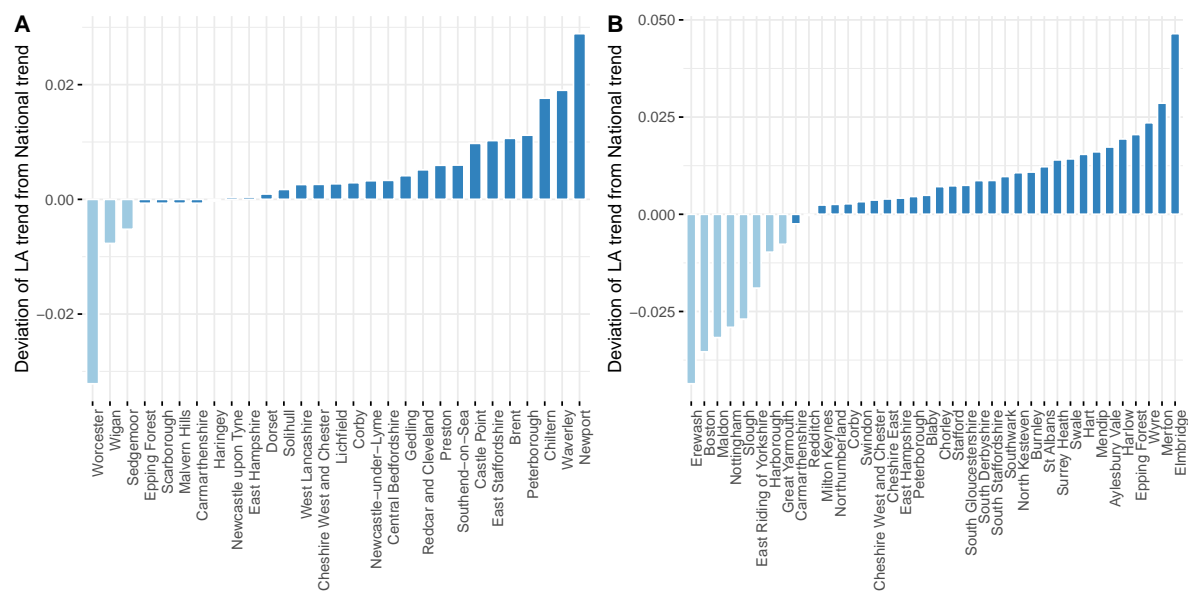 A
Deviation of LA trend from National trend
0.02
0.00
−0.02
Worcester
Wigan
Sedgemoor
Epping Forest
Scarborough
Malvern Hills
Carmarthenshire
Haringey
Newcastle upon Tyne
East Hampshire
Dorset
Solihull
West Lancashire
Cheshire West and Chester
Lichfield
Corby
Newcastle−under−Lyme
Central Bedfordshire
Gedling
Redcar and Cleveland
Preston
Southend−on−Sea
Castle Point
East Staffordshire
Brent
Peterborough
Chiltern
Waverley
Newport
B
Deviation of LA trend from National trend
0.050
0.025
0.000
−0.025
Erewash
Boston
Maldon
Nottingham
Slough
East Riding of Yorkshire
Harborough
Great Yarmouth
Carmarthenshire
Redditch
Milton Keynes
Northumberland
Corby
Swindon
Cheshire West and Chester
Cheshire East
East Hampshire
Peterborough
Blaby
Chorley
Stafford
South Gloucestershire
South Derbyshire
South Staffordshire
Southwark
North Kesteven
Burnley
St Albans
Surrey Heath
Swale
Hart
Mendip
Aylesbury Vale
Harlow
Epping Forest
Wyre
Merton
Elmbridge